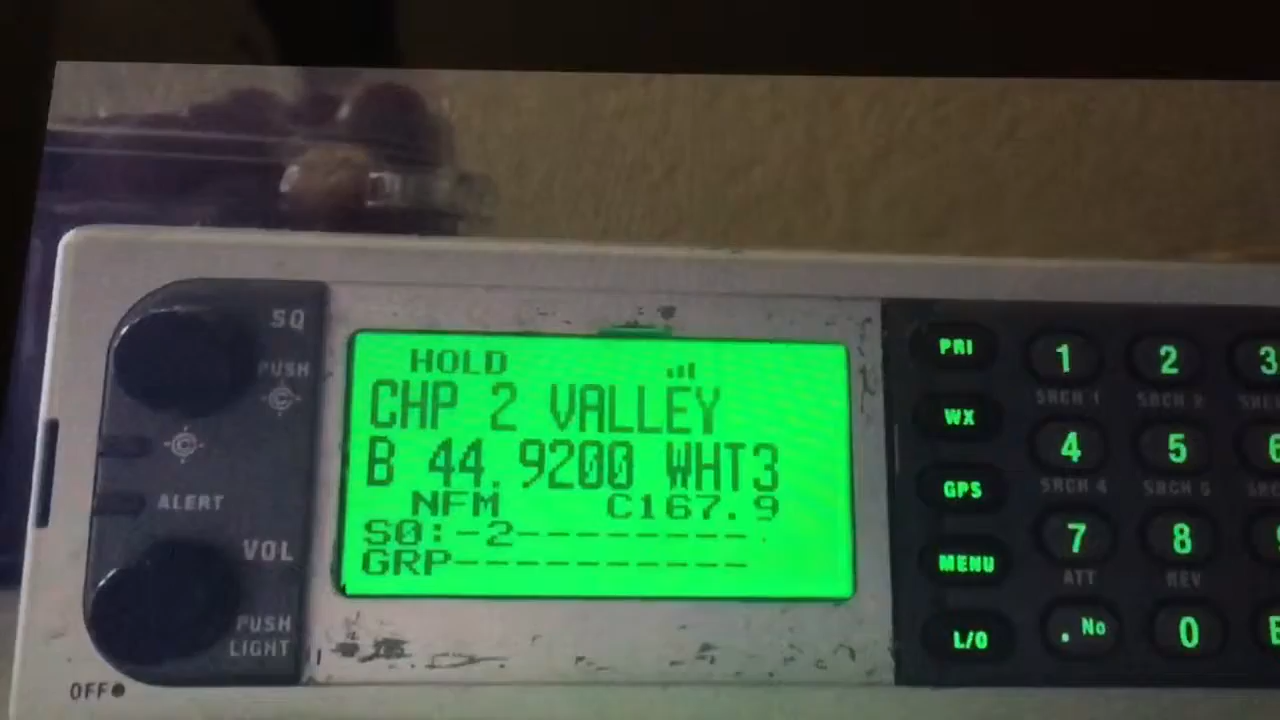 SQ
PUSH
ALERT
VOL
PUSH
LIGHT
OFF
HOLD
CHP 2 VALLEY
B 44.9200 WHT3
NFM C167.9
S0:-2--------
GRP----------
PRI 1 2 3
SRCH 1 SRCH 2
WX 4 5 6
GPS SRCH 4 SRCH 5
MENU 7 8
ATT REV
L/O . No 0 E